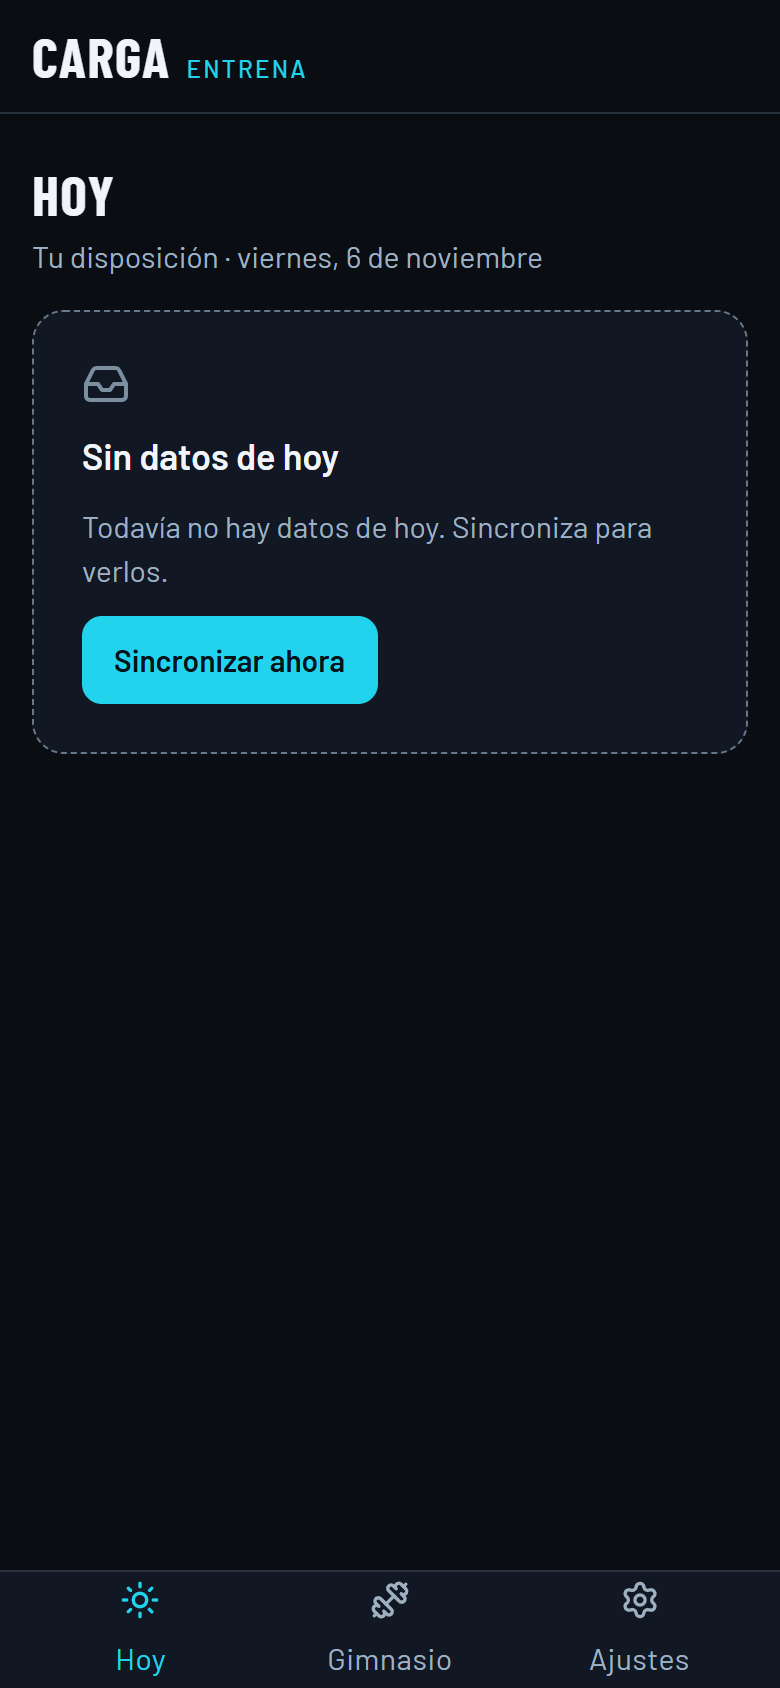 CARGA ENTRENA
HOY
Tu disposición · viernes, 6 de noviembre
Sin datos de hoy
Todavía no hay datos de hoy. Sincroniza para
verlos.
Sincronizar ahora
Hoy Gimnasio Ajustes